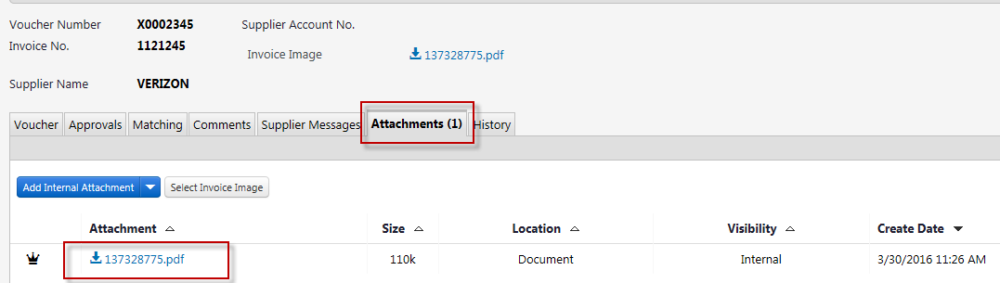 Voucher Number X0002345 Supplier Account No.
Invoice No. 1121245
Invoice Image 137328775.pdf
Supplier Name VERIZON
Voucher Approvals Matching Comments Supplier Messages Attachments (1) History
Add Internal Attachment Select Invoice Image
Attachment Size Location Visibility Create Date
137328775.pdf 110k Document Internal 3/30/2016 11:26 AM